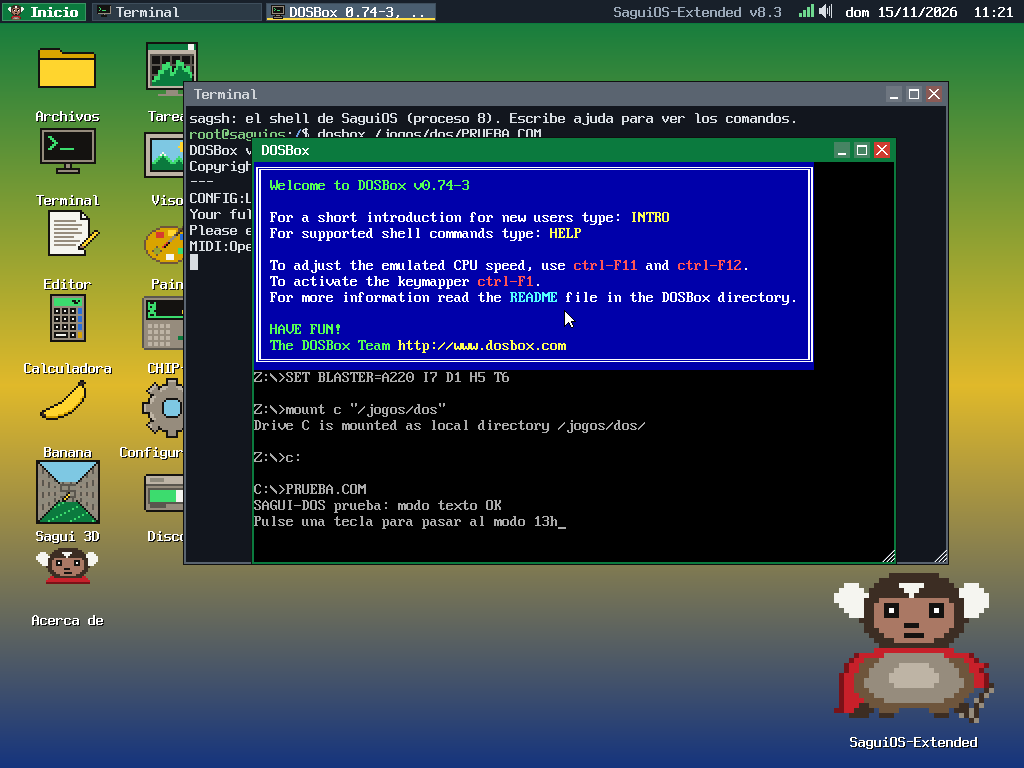 Inicio
Terminal
DOSBox 0.74-3, ..
SaguiOS-Extended v8.3
dom 15/11/2026
11:21
Archivos
Terminal
Editor
Calculadora
Banana
Sagui 3D
Acerca de
Tarea
Viso
Pain
CHIP-
Configur
Disco
Terminal
sagsh: el shell de SaguiOS (proceso 8). Escribe ayuda para ver los comandos.
root@saguios:/$ dosbox /jogos/dos/PRUEBA.COM
DOSBox v
Copyrigh
---
CONFIG:L
Your ful
Please e
MIDI:Ope
DOSBox
Welcome to DOSBox v0.74-3
For a short introduction for new users type: INTRO
For supported shell commands type: HELP
To adjust the emulated CPU speed, use ctrl-F11 and ctrl-F12.
To activate the keymapper ctrl-F1.
For more information read the README file in the DOSBox directory.
HAVE FUN!
The DOSBox Team http://www.dosbox.com
Z:\>SET BLASTER=A220 I7 D1 H5 T6
Z:\>mount c "/jogos/dos"
Drive C is mounted as local directory /jogos/dos/
Z:\>c:
C:\>PRUEBA.COM
SAGUI-DOS prueba: modo texto OK
Pulse una tecla para pasar al modo 13h_
SaguiOS-Extended